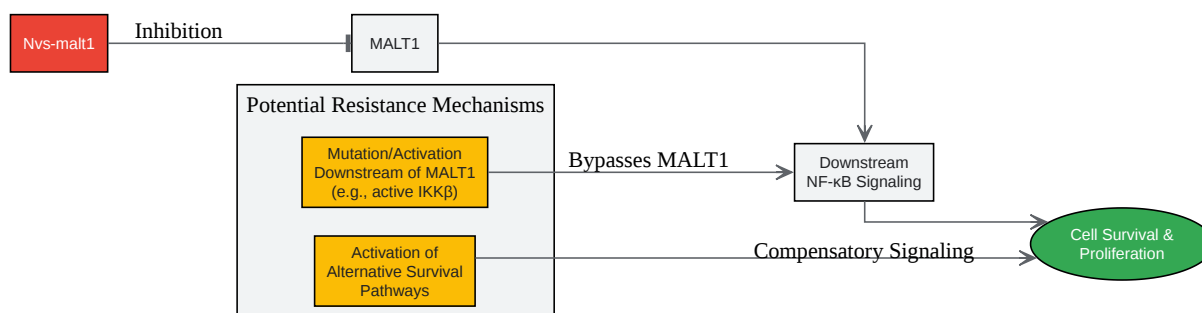 Nvs-malt1
Inhibition
MALT1
Potential Resistance Mechanisms
Mutation/Activation
Downstream of MALT1
(e.g., active IKKβ)
Bypasses MALT1
Downstream
NF-κB Signaling
Activation of
Alternative Survival
Pathways
Compensatory Signaling
Cell Survival &
Proliferation